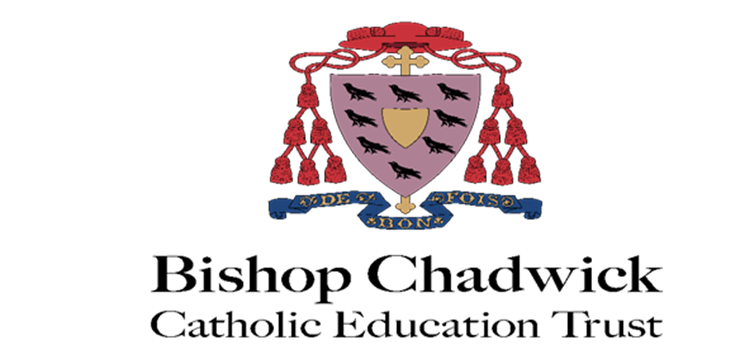 DE BON FOIS
Bishop Chadwick
Catholic Education Trust